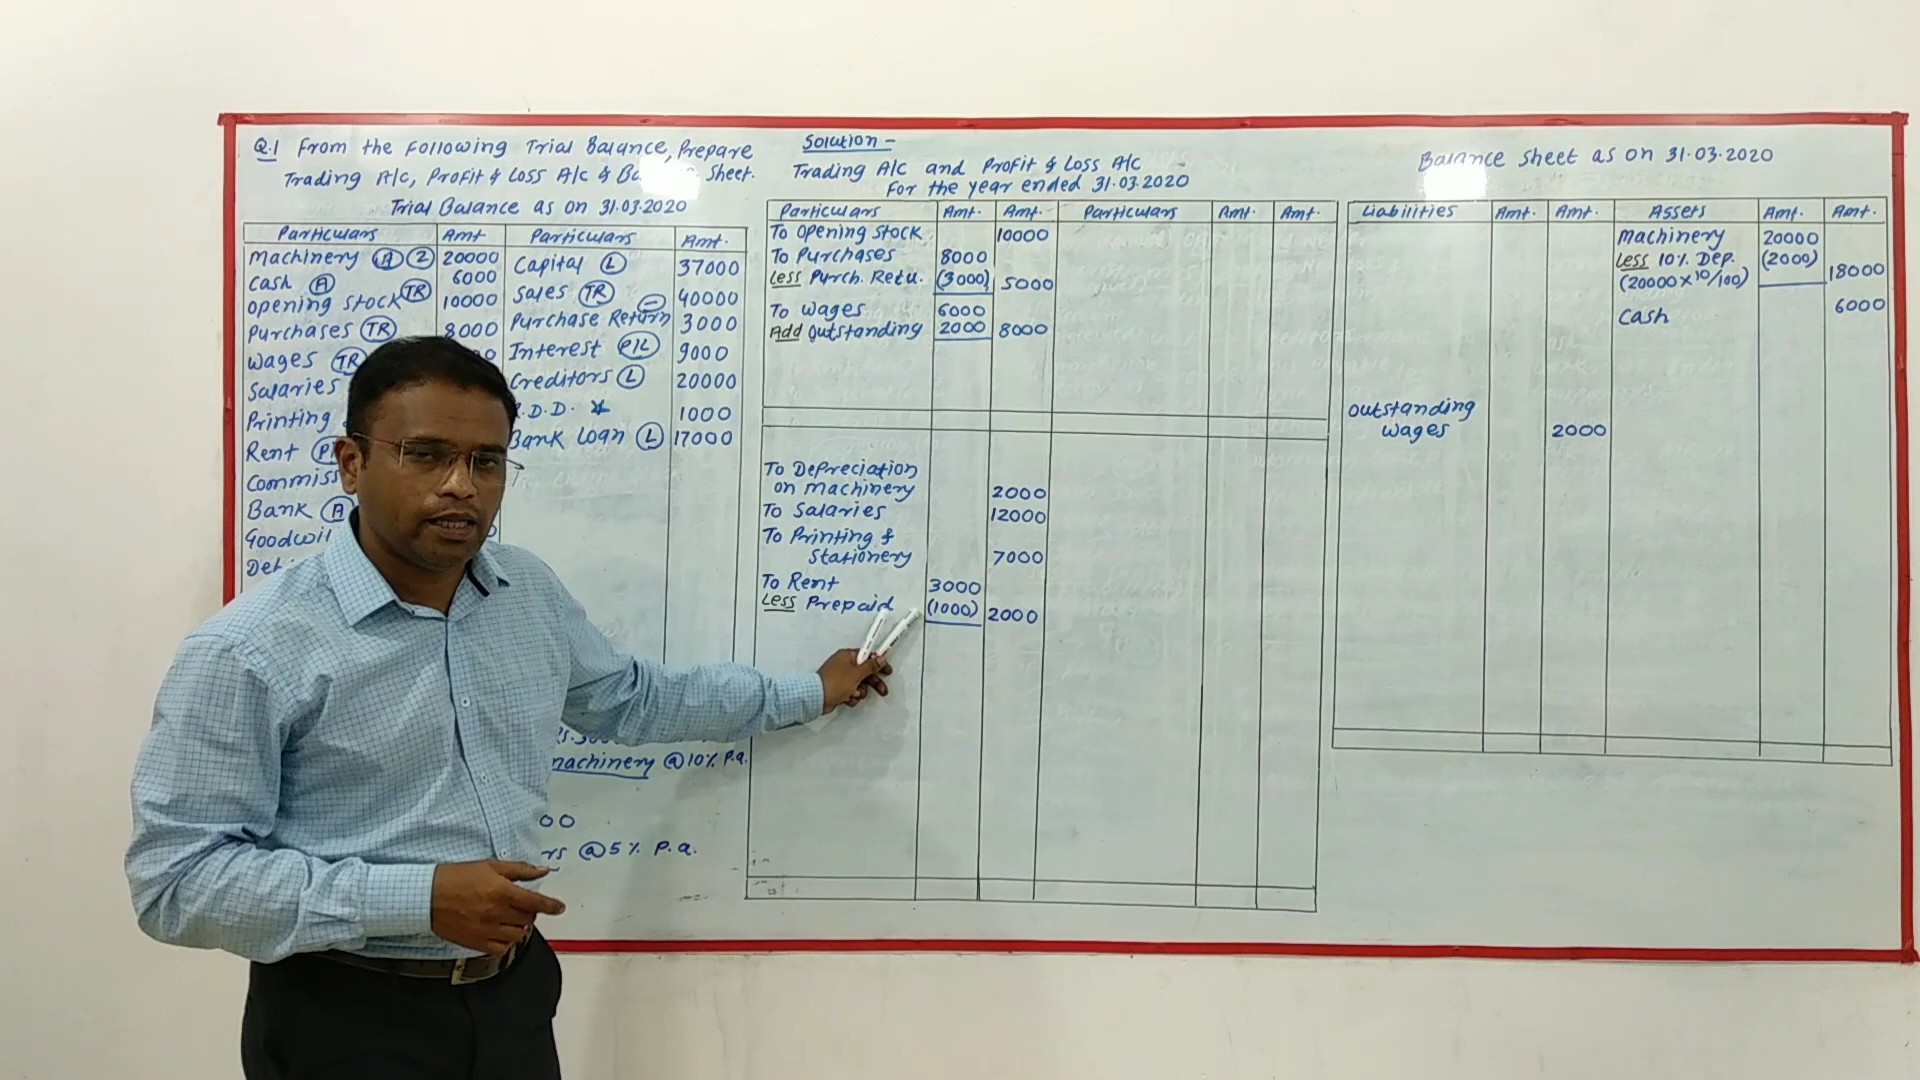 Q.1 From the Following Trial Balance, Prepare
Trading A/c, Profit & Loss A/c & Sheet.
Trial Balance as on 31.03.2020
Particulars Amt Particulars Amt.
Machinery A 2 20000 Capital L 37000
Cash A 6000 Sales TR 40000
Opening Stock TR 10000 Purchase Return − 3000
Purchases TR 8000 Interest P/L 9000
Wages TR Creditors L 20000
Salaries R.D.D. 1000
Printing Bank Loan L 17000
Rent
Bank A
machinery @ 10% P.a.
00
@ 5% P.a.
Solution -
Trading A/c and Profit & Loss A/c
For the year ended 31.03.2020
Particulars Amt. Amt. Particulars Amt. Amt.
To Opening Stock 10000
To Purchases 8000
Less Purch. Retu. (3000) 5000
To Wages 6000
Add Outstanding 2000 8000
To Depreciation
on machinery 2000
To Salaries 12000
To Printing &
Stationery 7000
To Rent 3000
Less Prepaid (1000) 2000
Balance Sheet as on 31.03.2020
Liabilities Amt. Amt. Assets Amt. Amt.
Machinery 20000
Less 10% Dep. (2000)
(20000×10/100) 18000
Cash 6000
Outstanding
Wages 2000